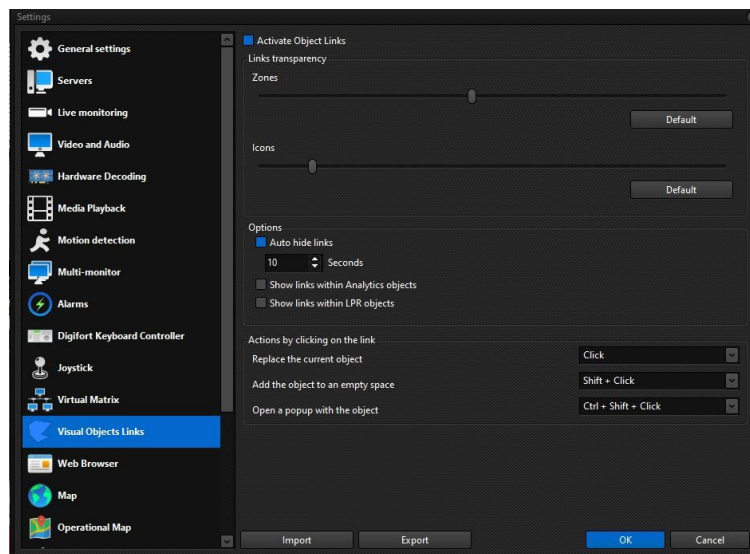 Settings
General settings
Servers
Live monitoring
Video and Audio
Hardware Decoding
Media Playback
Motion detection
Multi-monitor
Alarms
Digifort Keyboard Controller
Joystick
Virtual Matrix
Visual Objects Links
Web Browser
Map
Operational Map
Activate Object Links
Links transparency
Zones
Default
Icons
Default
Options
Auto hide links
10 Seconds
Show links within Analytics objects
Show links within LPR objects
Actions by clicking on the link
Replace the current object Click
Add the object to an empty space Shift + Click
Open a popup with the object Ctrl + Shift + Click
Import Export OK Cancel